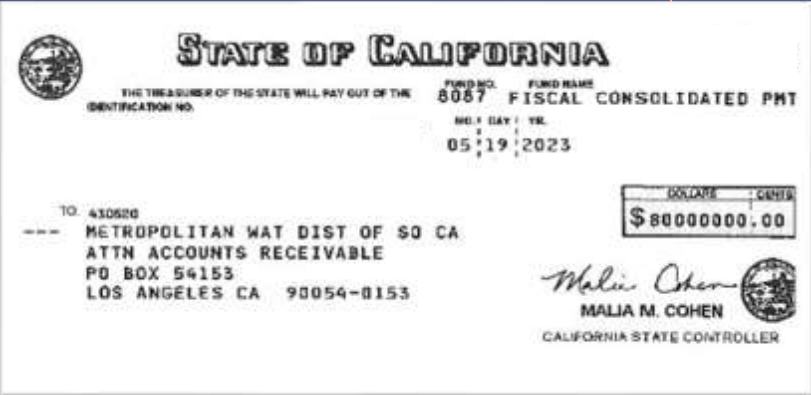 STATE OF CALIFORNIA
THE TREASURER OF THE STATE WILL PAY OUT OF THE
IDENTIFICATION NO.
FUND NO. FUND NAME
8087 FISCAL CONSOLIDATED PMT
MO. DAY YR.
05 19 2023
DOLLARS CENTS
$80000000.00
TO: 430620
--- METROPOLITAN WAT DIST OF SO CA
ATTN ACCOUNTS RECEIVABLE
PO BOX 54153
LOS ANGELES CA 90054-0153
Malia Cohen
MALIA M. COHEN
CALIFORNIA STATE CONTROLLER